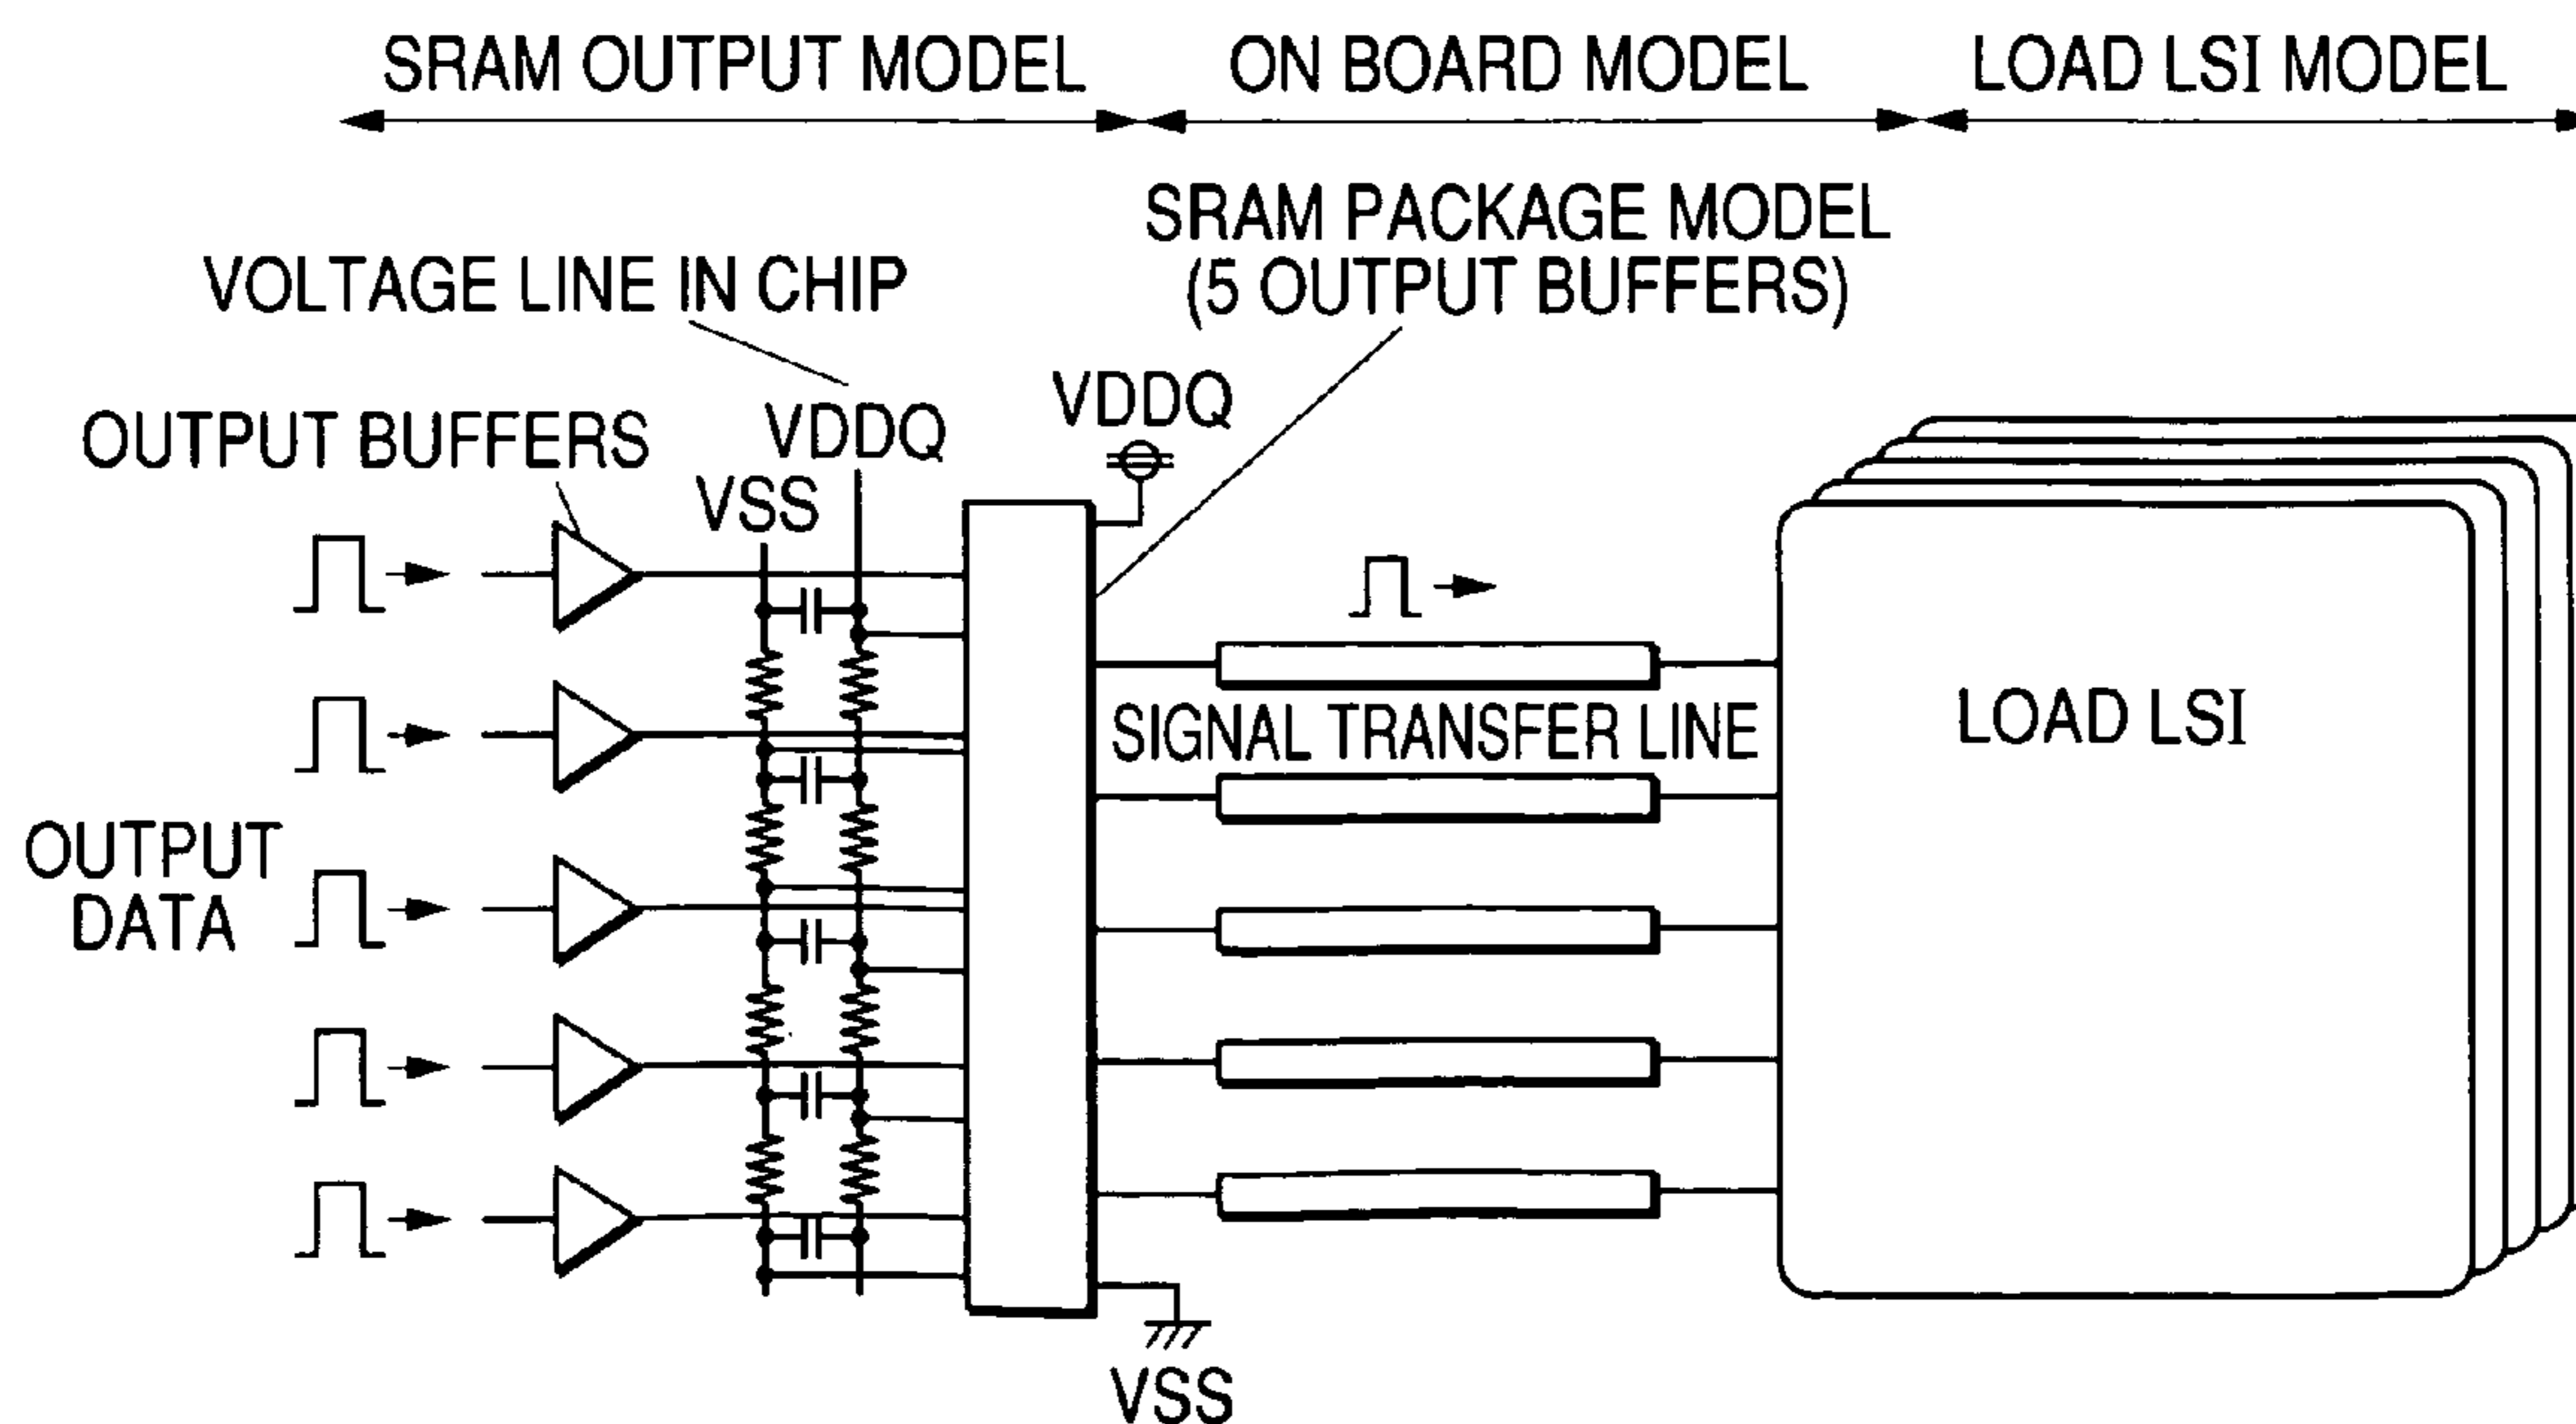 SRAM OUTPUT MODEL
ON BOARD MODEL
LOAD LSI MODEL
SRAM PACKAGE MODEL
(5 OUTPUT BUFFERS)
VOLTAGE LINE IN CHIP
VDDQ
OUTPUT BUFFERS
VDDQ
VSS
SIGNAL TRANSFER LINE
LOAD LSI
OUTPUT
DATA
VSS